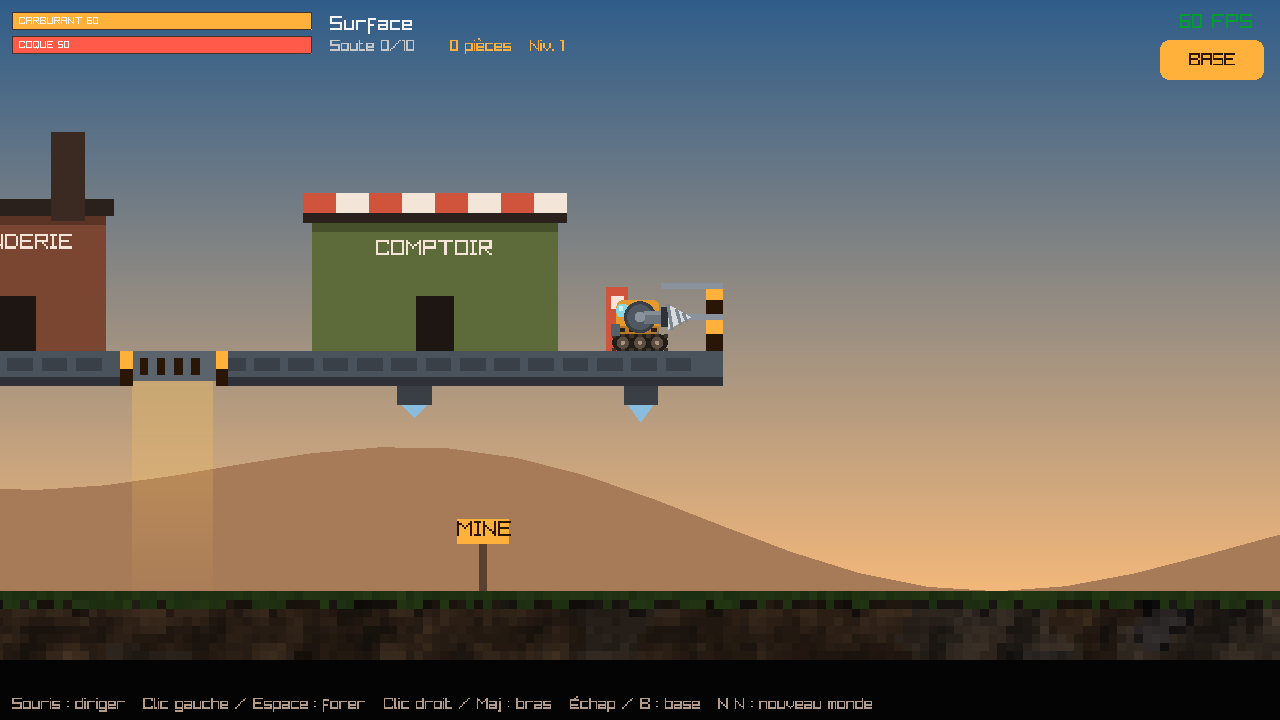 CARBURANT 60
COQUE 50
Surface
Soute 0/10 0 pièces Niv. 1
60 FPS
BASE
NDERIE
COMPTOIR
MINE
Souris : diriger Clic gauche / Espace : forer Clic droit / Maj : bras Échap / B : base N N : nouveau monde